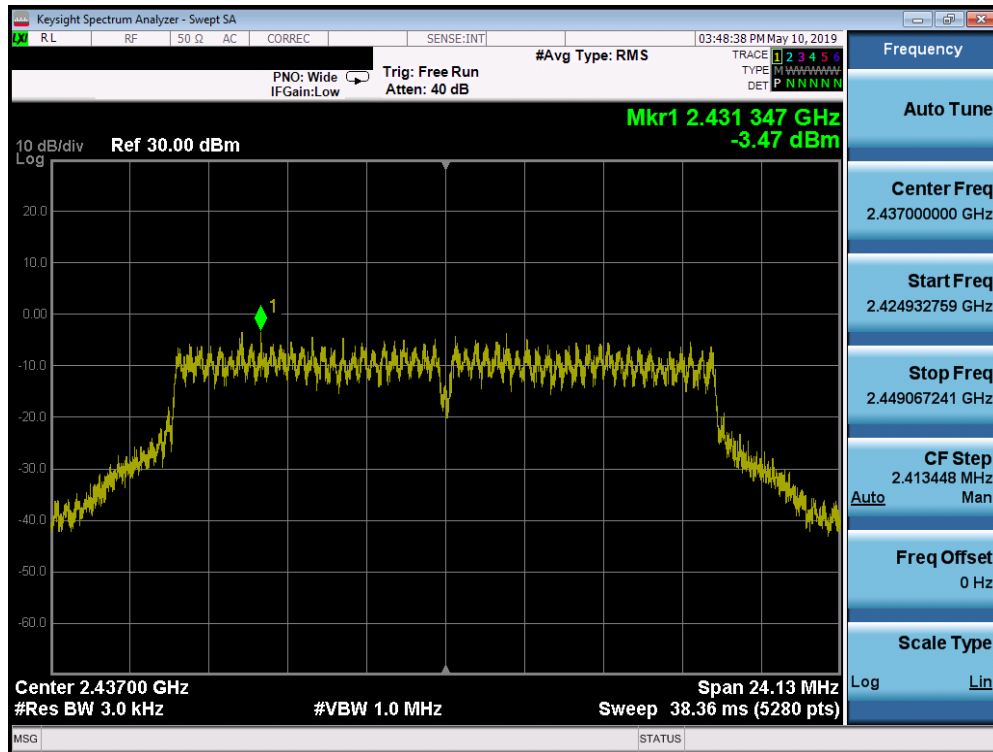 Keysight Spectrum Analyzer - Swept SA
LXI RL RF 50 Ω AC CORREC SENSE:INT 03:48:38 PM May 10, 2019
#Avg Type: RMS TRACE 1 2 3 4 5 6
PNO: Wide Trig: Free Run TYPE M W W W W W
IFGain:Low Atten: 40 dB DET P N N N N N
Mkr1 2.431 347 GHz
-3.47 dBm
10 dB/div Ref 30.00 dBm
Log
20.0
10.0
1
0.00
-10.0
-20.0
-30.0
-40.0
-50.0
-60.0
Center 2.43700 GHz Span 24.13 MHz
#Res BW 3.0 kHz #VBW 1.0 MHz Sweep 38.36 ms (5280 pts)
MSG STATUS
Frequency
Auto Tune
Center Freq
2.437000000 GHz
Start Freq
2.424932759 GHz
Stop Freq
2.449067241 GHz
CF Step
2.413448 MHz
Auto Man
Freq Offset
0 Hz
Scale Type
Log Lin